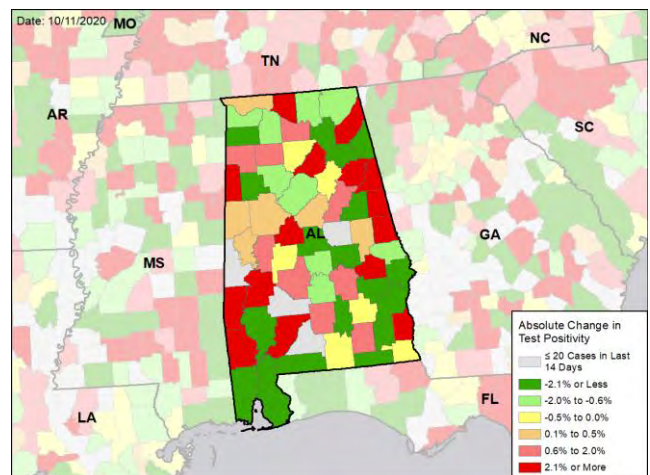 Date: 10/11/2020
MO
NC
TN
AR
SC
AL
GA
MS
LA
FL
Absolute Change in
Test Positivity
≤ 20 Cases in Last
14 Days
-2.1% or Less
-2.0% to -0.6%
-0.5% to 0.0%
0.1% to 0.5%
0.6% to 2.0%
2.1% or More